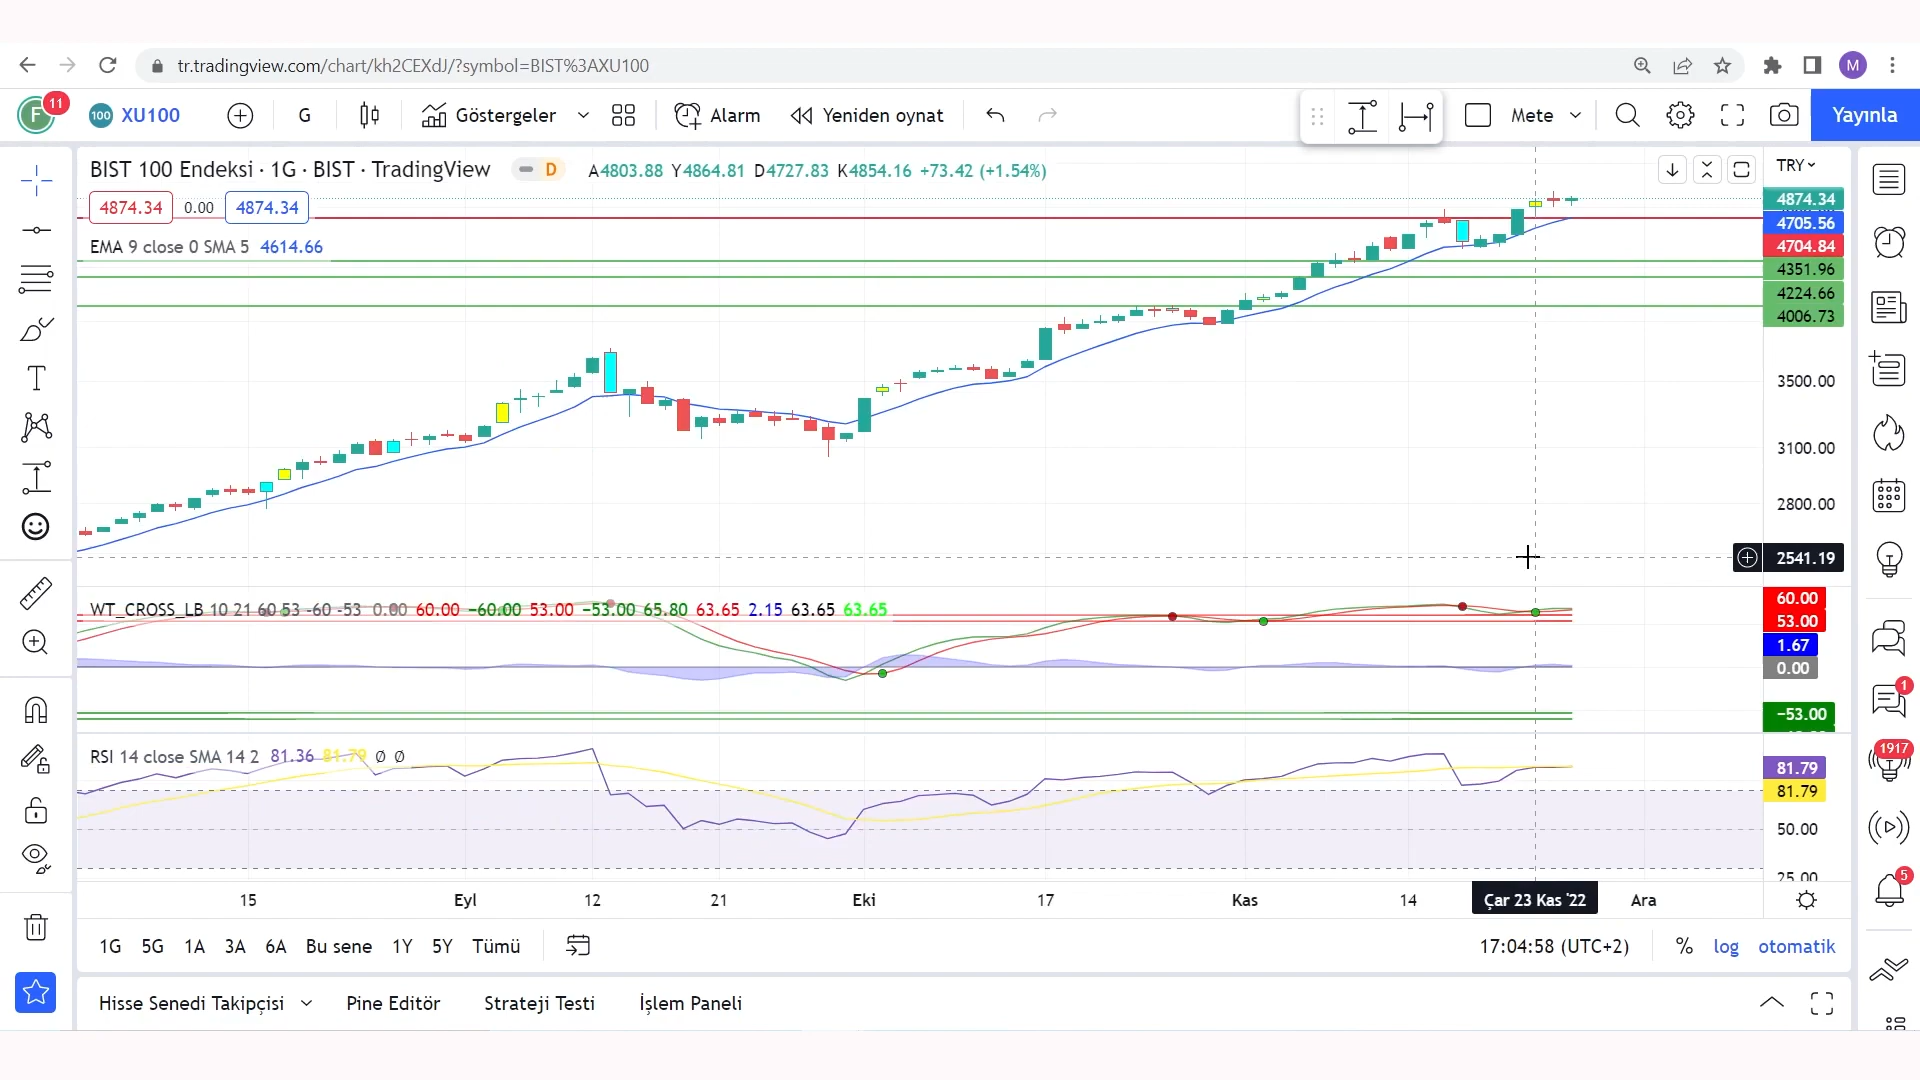 tr.tradingview.com/chart/kh2CEXdJ/?symbol=BIST%3AXU100
M
F 11
100 XU100
G
Göstergeler
Alarm
Yeniden oynat
Mete
Yayınla
BIST 100 Endeksi · 1G · BIST · TradingView
D
A4803.88 Y4864.81 D4727.83 K4854.16 +73.42 (+1.54%)
TRY
4874.34 0.00 4874.34
EMA 9 close 0 SMA 5 4614.66
4874.34
4705.56
4704.84
4351.96
4224.66
4006.73
3500.00
3100.00
2800.00
2541.19
WT_CROSS_LB 10 21 60 53 -60 -53 0.00 60.00 −60.00 53.00 −53.00 65.80 63.65 2.15 63.65 63.65
60.00
53.00
1.67
0.00
−53.00
RSI 14 close SMA 14 2 81.36 81.79 Ø Ø
81.79
81.79
50.00
25.00
15 Eyl 12 21 Eki 17 Kas 14 Çar 23 Kas '22 Ara
1G 5G 1A 3A 6A Bu sene 1Y 5Y Tümü
17:04:58 (UTC+2) % log otomatik
Hisse Senedi Takipçisi Pine Editör Strateji Testi İşlem Paneli
1
1917
5